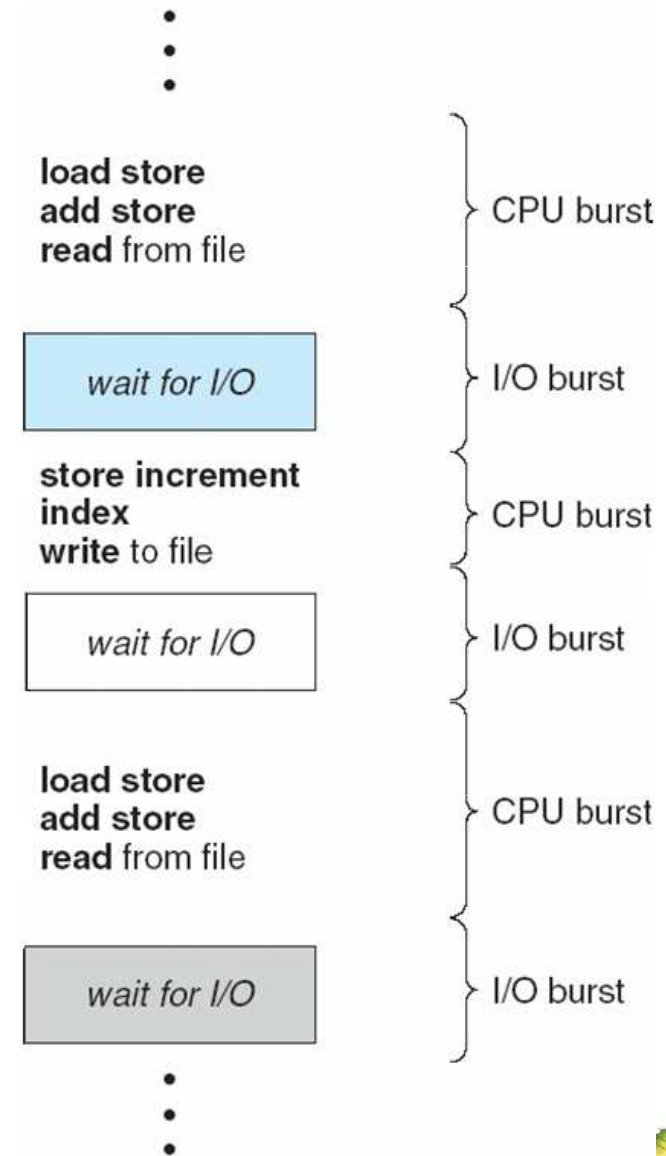 load store
add store
read from file
CPU burst
wait for I/O
I/O burst
store increment
index
write to file
CPU burst
wait for I/O
I/O burst
load store
add store
read from file
CPU burst
wait for I/O
I/O burst